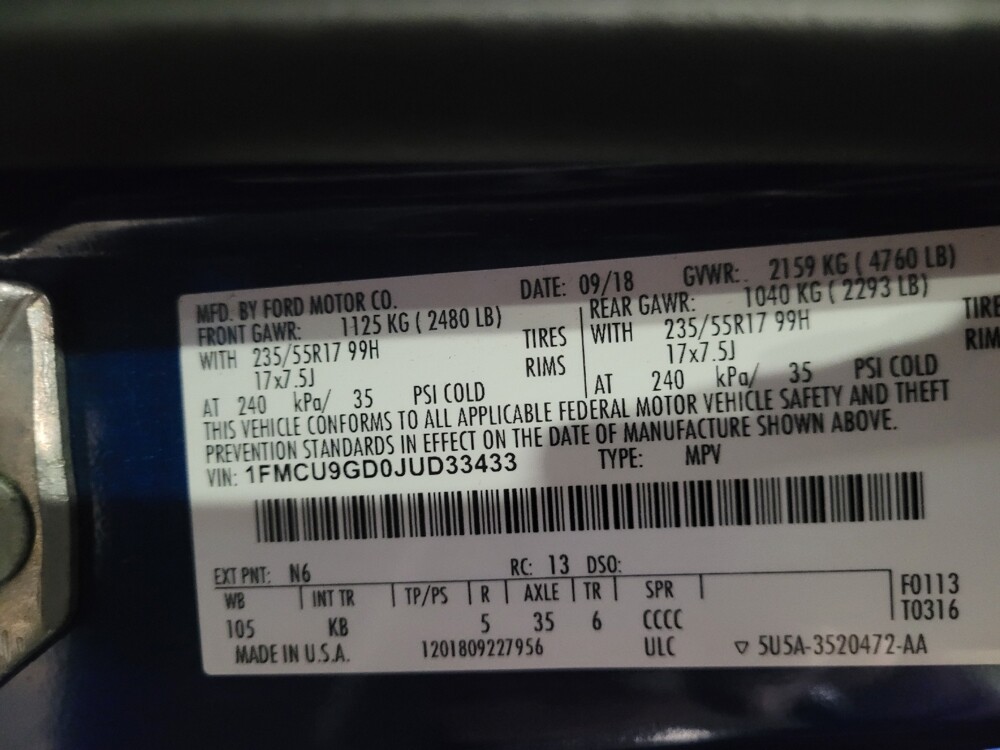 MFD. BY FORD MOTOR CO. DATE: 09/18 GVWR: 2159 KG ( 4760 LB)
FRONT GAWR: 1125 KG ( 2480 LB) REAR GAWR: 1040 KG ( 2293 LB)
WITH 235/55R17 99H TIRES WITH 235/55R17 99H TIRES
17x7.5J RIMS 17x7.5J RIM
AT 240 kPa/ 35 PSI COLD AT 240 kPa/ 35 PSI COLD
THIS VEHICLE CONFORMS TO ALL APPLICABLE FEDERAL MOTOR VEHICLE SAFETY AND THEFT
PREVENTION STANDARDS IN EFFECT ON THE DATE OF MANUFACTURE SHOWN ABOVE.
VIN: 1FMCU9GD0JUD33433 TYPE: MPV
EXT PNT: N6 RC: 13 DSO:
WB INT TR TP/PS R AXLE TR SPR F0113
105 KB 5 35 6 CCCC T0316
MADE IN U.S.A. 1201809227956 ULC ▽ 5U5A-3520472-AA